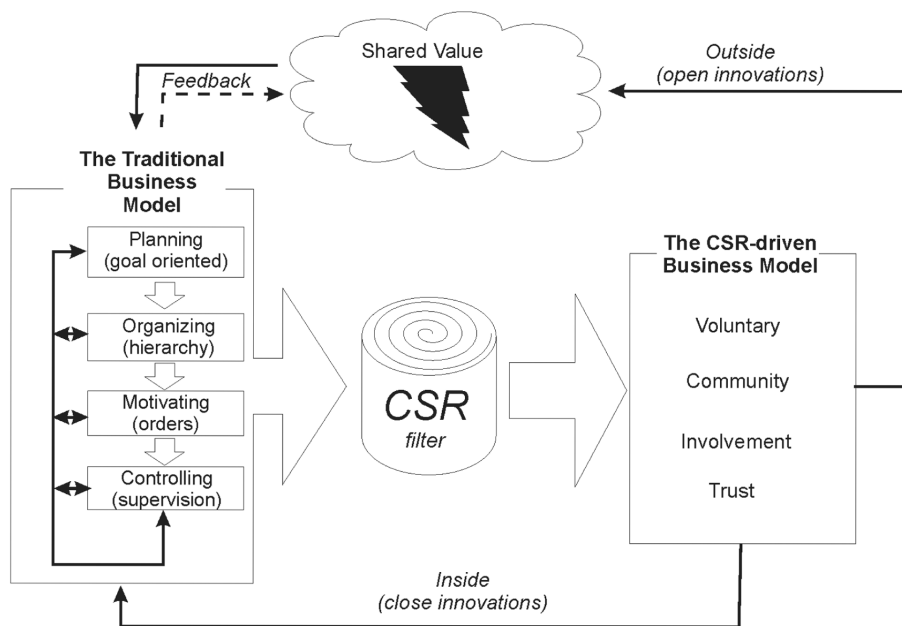 Shared Value
Outside
(open innovations)
Feedback
The Traditional
Business
Model
Planning
(goal oriented)
Organizing
(hierarchy)
Motivating
(orders)
Controlling
(supervision)
CSR
filter
The CSR-driven
Business Model
Voluntary
Community
Involvement
Trust
Inside
(close innovations)